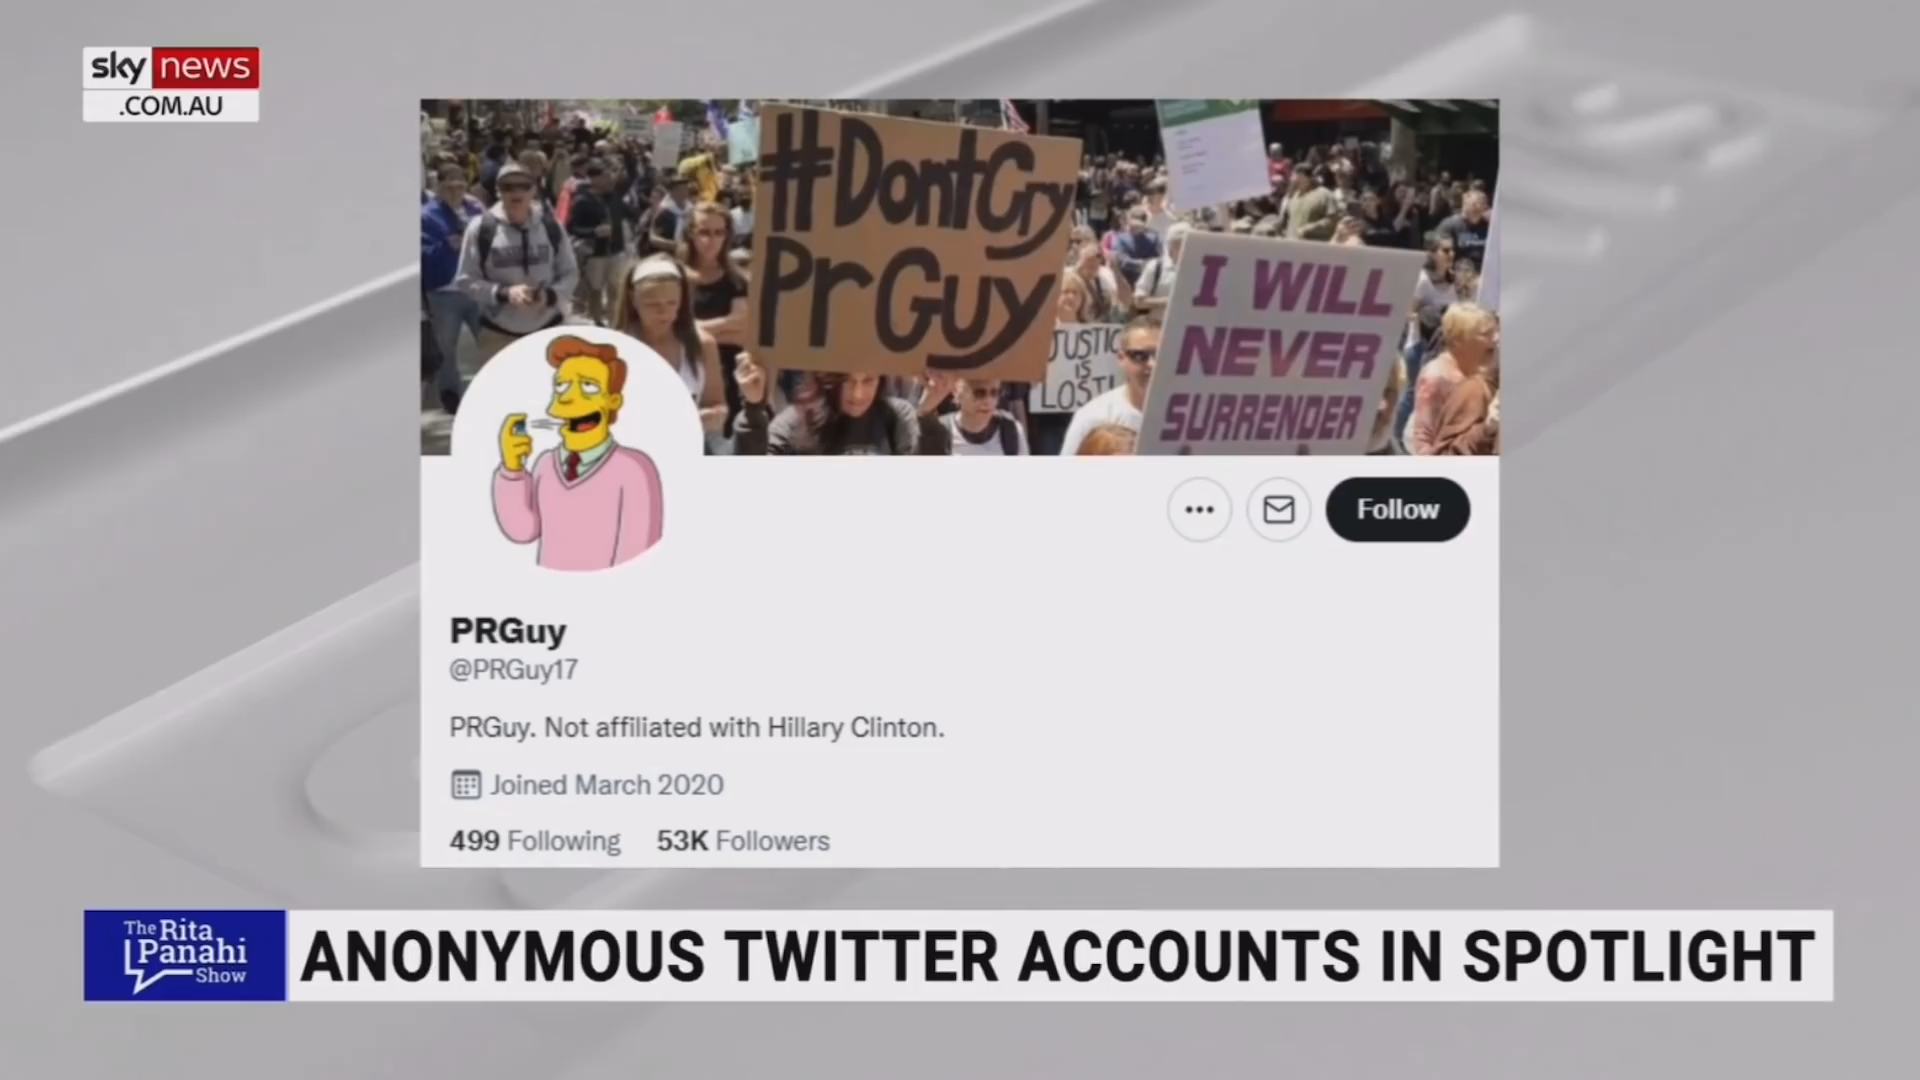 sky news
.COM.AU
#DontCry
PrGuy
JUSTIC
IS
LOST!
I WILL
NEVER
SURRENDER
Follow
PRGuy
@PRGuy17
PRGuy. Not affiliated with Hillary Clinton.
Joined March 2020
499 Following 53K Followers
The Rita
Panahi
Show
ANONYMOUS TWITTER ACCOUNTS IN SPOTLIGHT